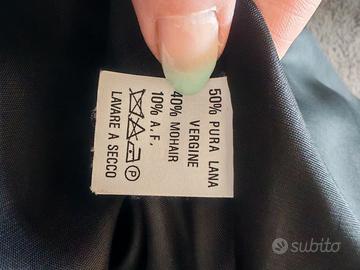 50% PURA LANA
VERGINE
40% MOHAIR
10% A.F.
P
LAVARE A SECCO
subito